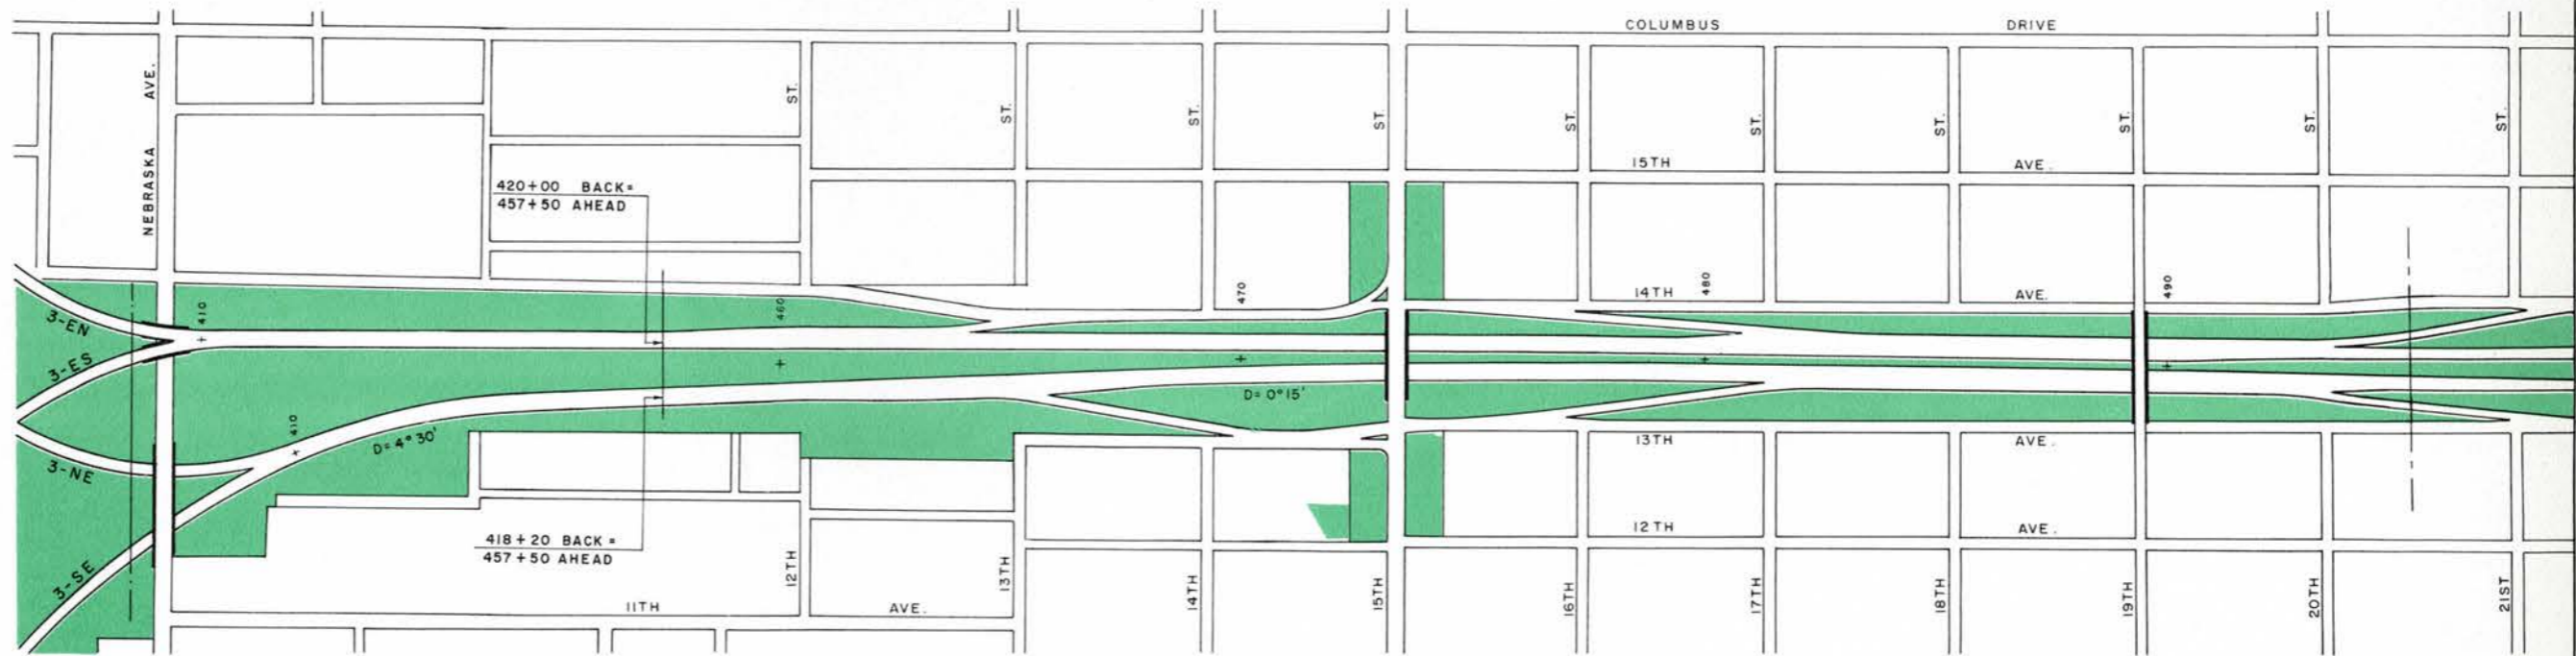 COLUMBUS DRIVE
NEBRASKA AVE.
ST.
ST.
ST.
ST.
ST.
ST.
ST.
ST.
ST.
ST.
15TH AVE.
420+00 BACK=
457+50 AHEAD
14TH AVE.
410
460
470
480
490
3-EN
3-ES
3-NE
3-SE
410
D=4°30'
D=0°15'
13TH AVE.
12TH AVE.
418+20 BACK=
457+50 AHEAD
11TH AVE.
12TH
13TH
14TH
15TH
16TH
17TH
18TH
19TH
20TH
21ST